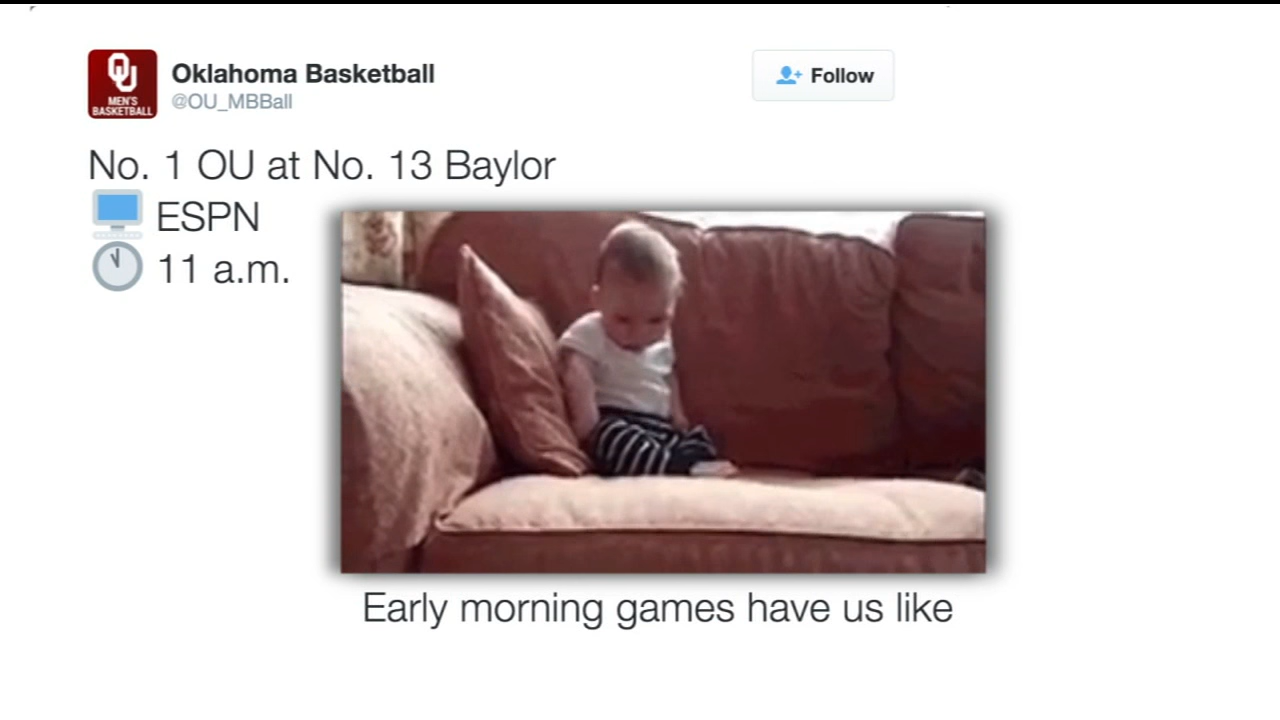 OU
MEN'S
BASKETBALL
Oklahoma Basketball
@OU_MBBall
Follow
No. 1 OU at No. 13 Baylor
ESPN
11 a.m.
Early morning games have us like